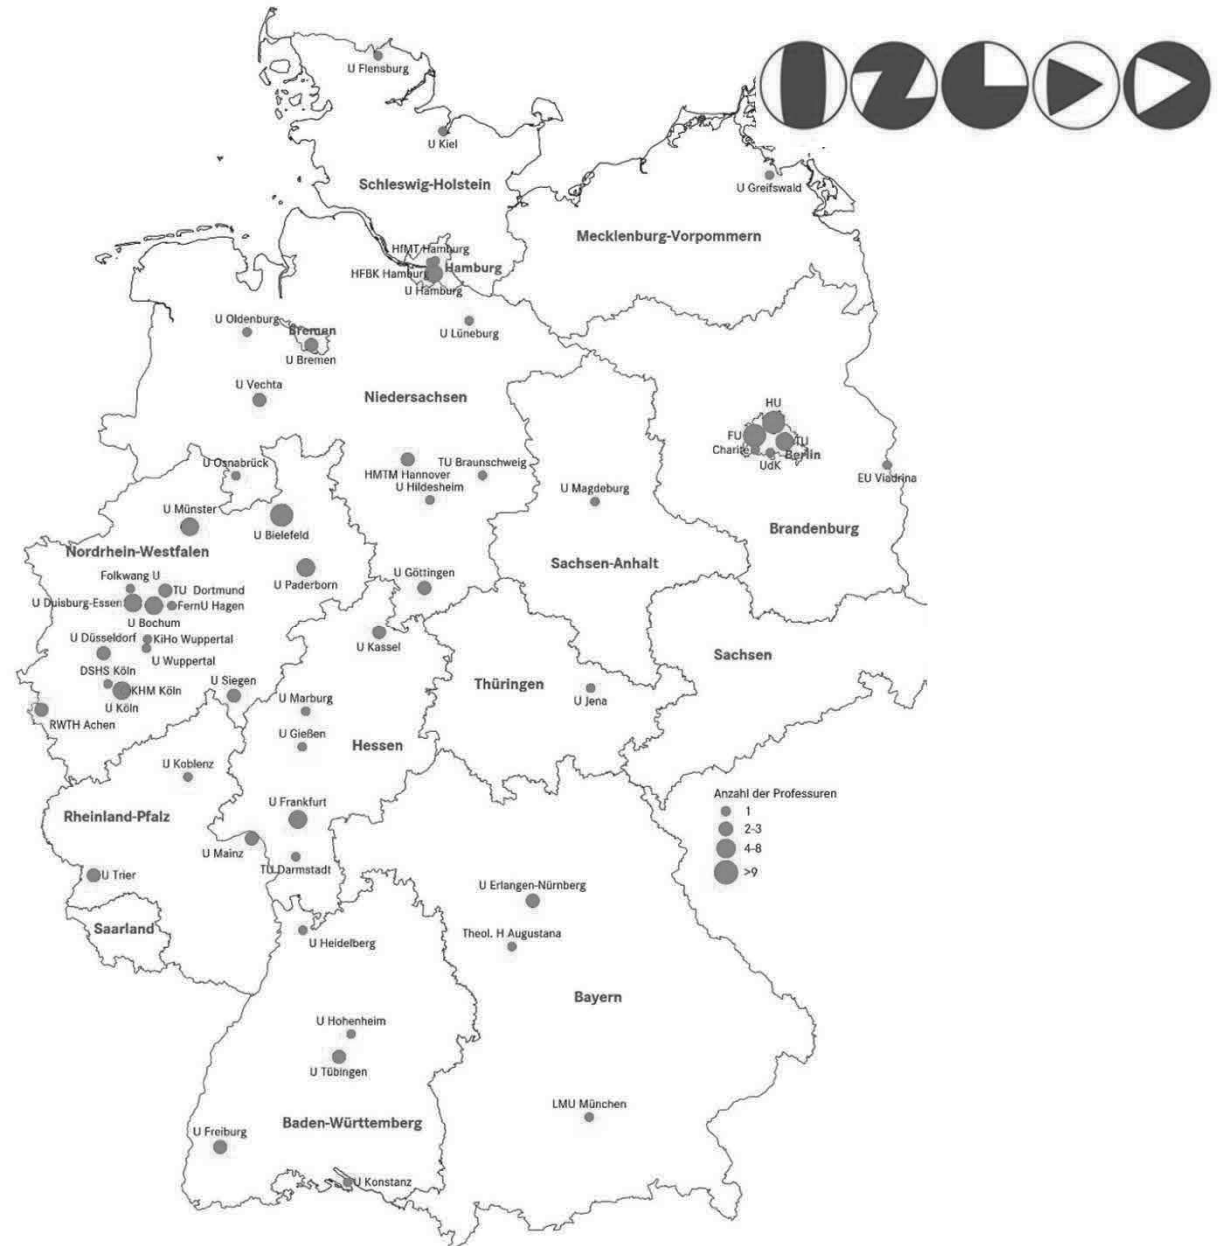 U Flensburg
U Kiel
Schleswig-Holstein
U Greifswald
Mecklenburg-Vorpommern
HfMT Hamburg
Hamburg
HFBK Hamburg
U Hamburg
U Oldenburg
Bremen
U Bremen
U Lüneburg
U Vechta
Niedersachsen
HU
FU
TU
Charité
Berlin
UdK
EU Viadrina
U Osnabrück
HMTM Hannover
TU Braunschweig
U Hildesheim
U Magdeburg
U Münster
U Bielefeld
Brandenburg
Nordrhein-Westfalen
Sachsen-Anhalt
Folkwang U
TU Dortmund
U Paderborn
U Göttingen
U Duisburg-Essen
FernU Hagen
U Bochum
U Düsseldorf
KiHo Wuppertal
U Wuppertal
U Kassel
Sachsen
DSHS Köln
KHM Köln
U Köln
U Siegen
RWTH Achen
U Marburg
Thüringen
U Jena
U Gießen
Hessen
U Koblenz
Anzahl der Professuren
1
2-3
4-8
>9
Rheinland-Pfalz
U Frankfurt
U Mainz
TU Darmstadt
U Trier
U Erlangen-Nürnberg
Saarland
U Heidelberg
Theol. H Augustana
Bayern
U Hohenheim
U Tübingen
LMU München
Baden-Württemberg
U Freiburg
U Konstanz